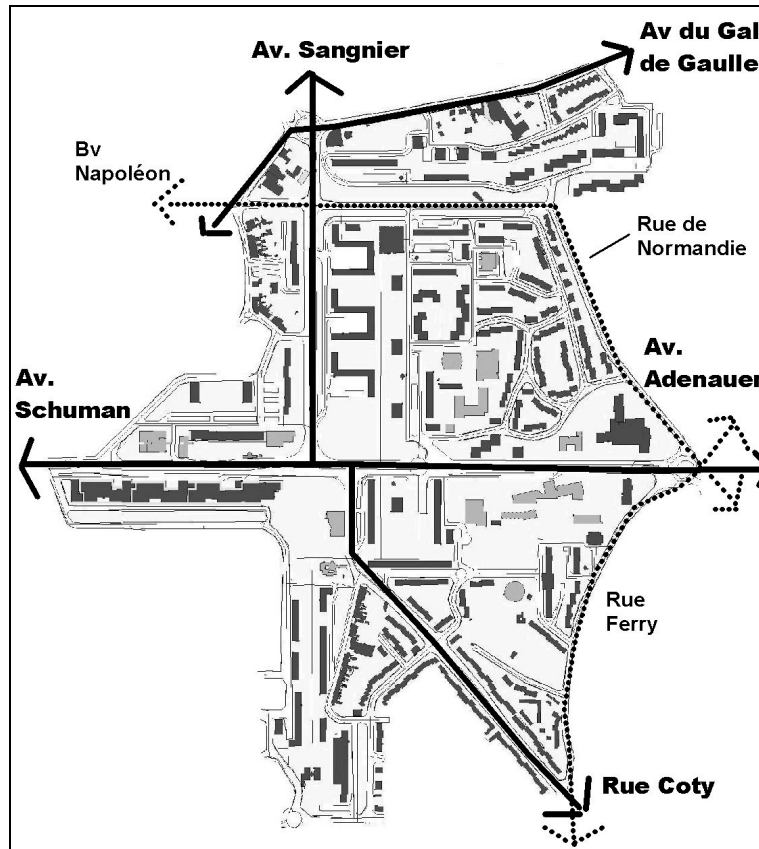 Av du Gal
de Gaulle
Av. Sangnier
Bv
Napoléon
Rue de
Normandie
Av.
Adenauer
Av.
Schuman
Rue
Ferry
Rue Coty